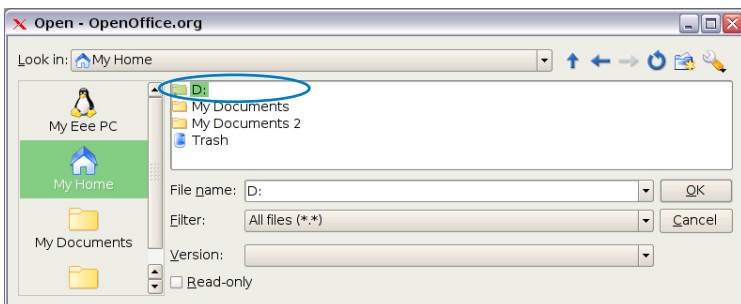 Open - OpenOffice.org
Look in: My Home
D:
My Documents
My Documents 2
Trash
My Eee PC
My Home
My Documents
File name: D: OK
Filter: All files (*.*) Cancel
Version:
Read-only